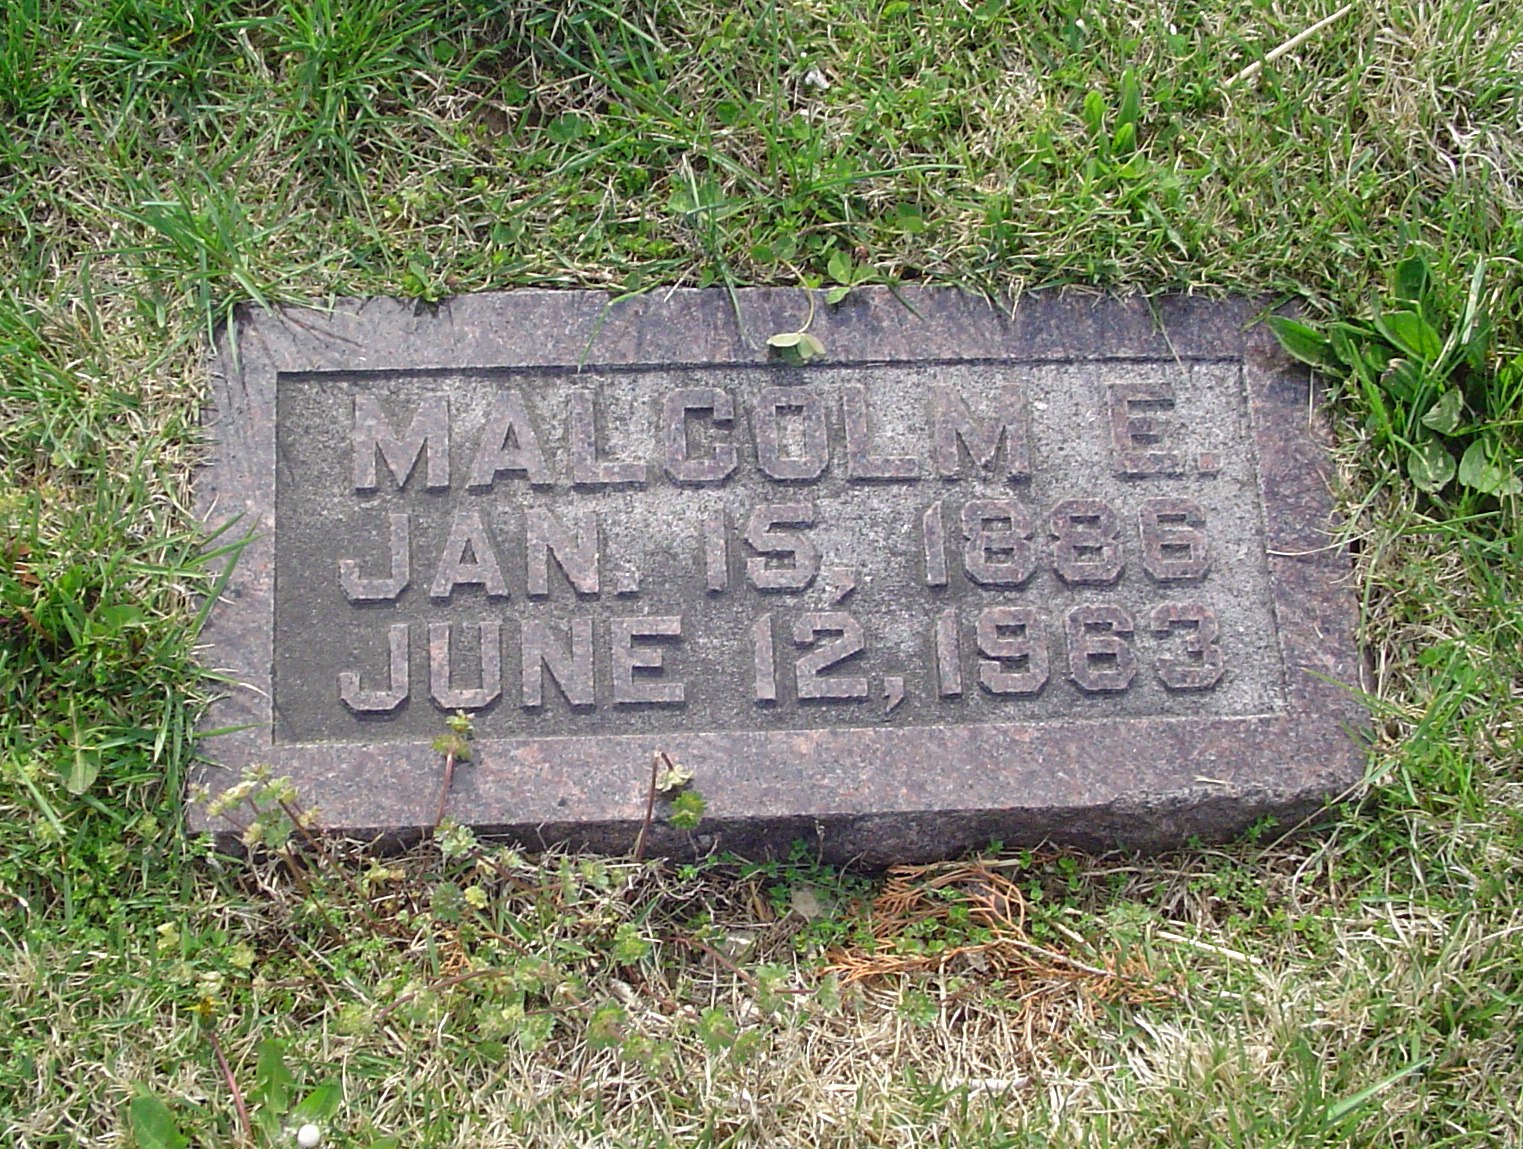 MALCOLM E.
JAN. 15, 1886
JUNE 12, 1963